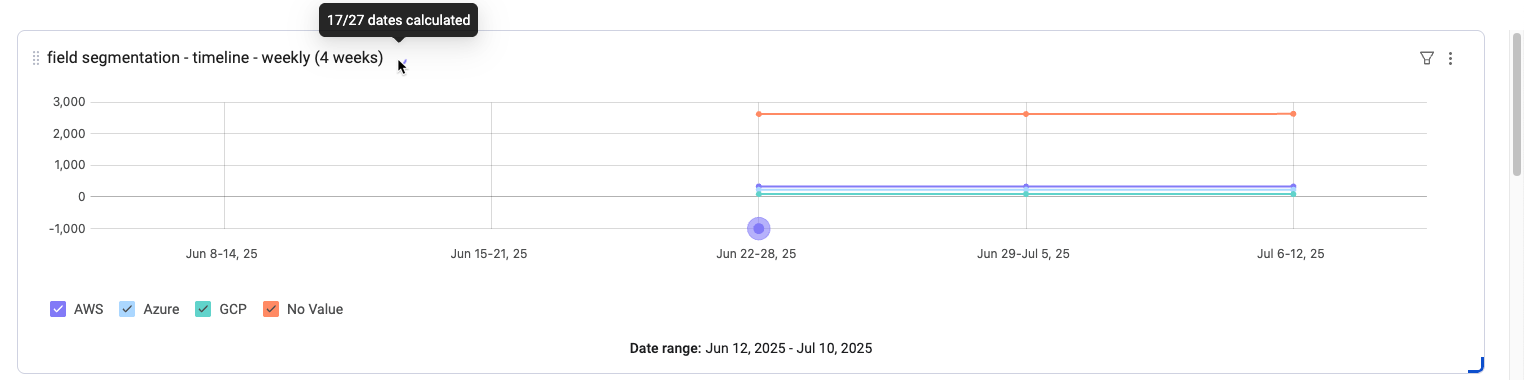 17/27 dates calculated
field segmentation - timeline - weekly (4 weeks)
3,000
2,000
1,000
0
-1,000
Jun 8-14, 25 Jun 15-21, 25 Jun 22-28, 25 Jun 29-Jul 5, 25 Jul 6-12, 25
AWS Azure GCP No Value
Date range: Jun 12, 2025 - Jul 10, 2025